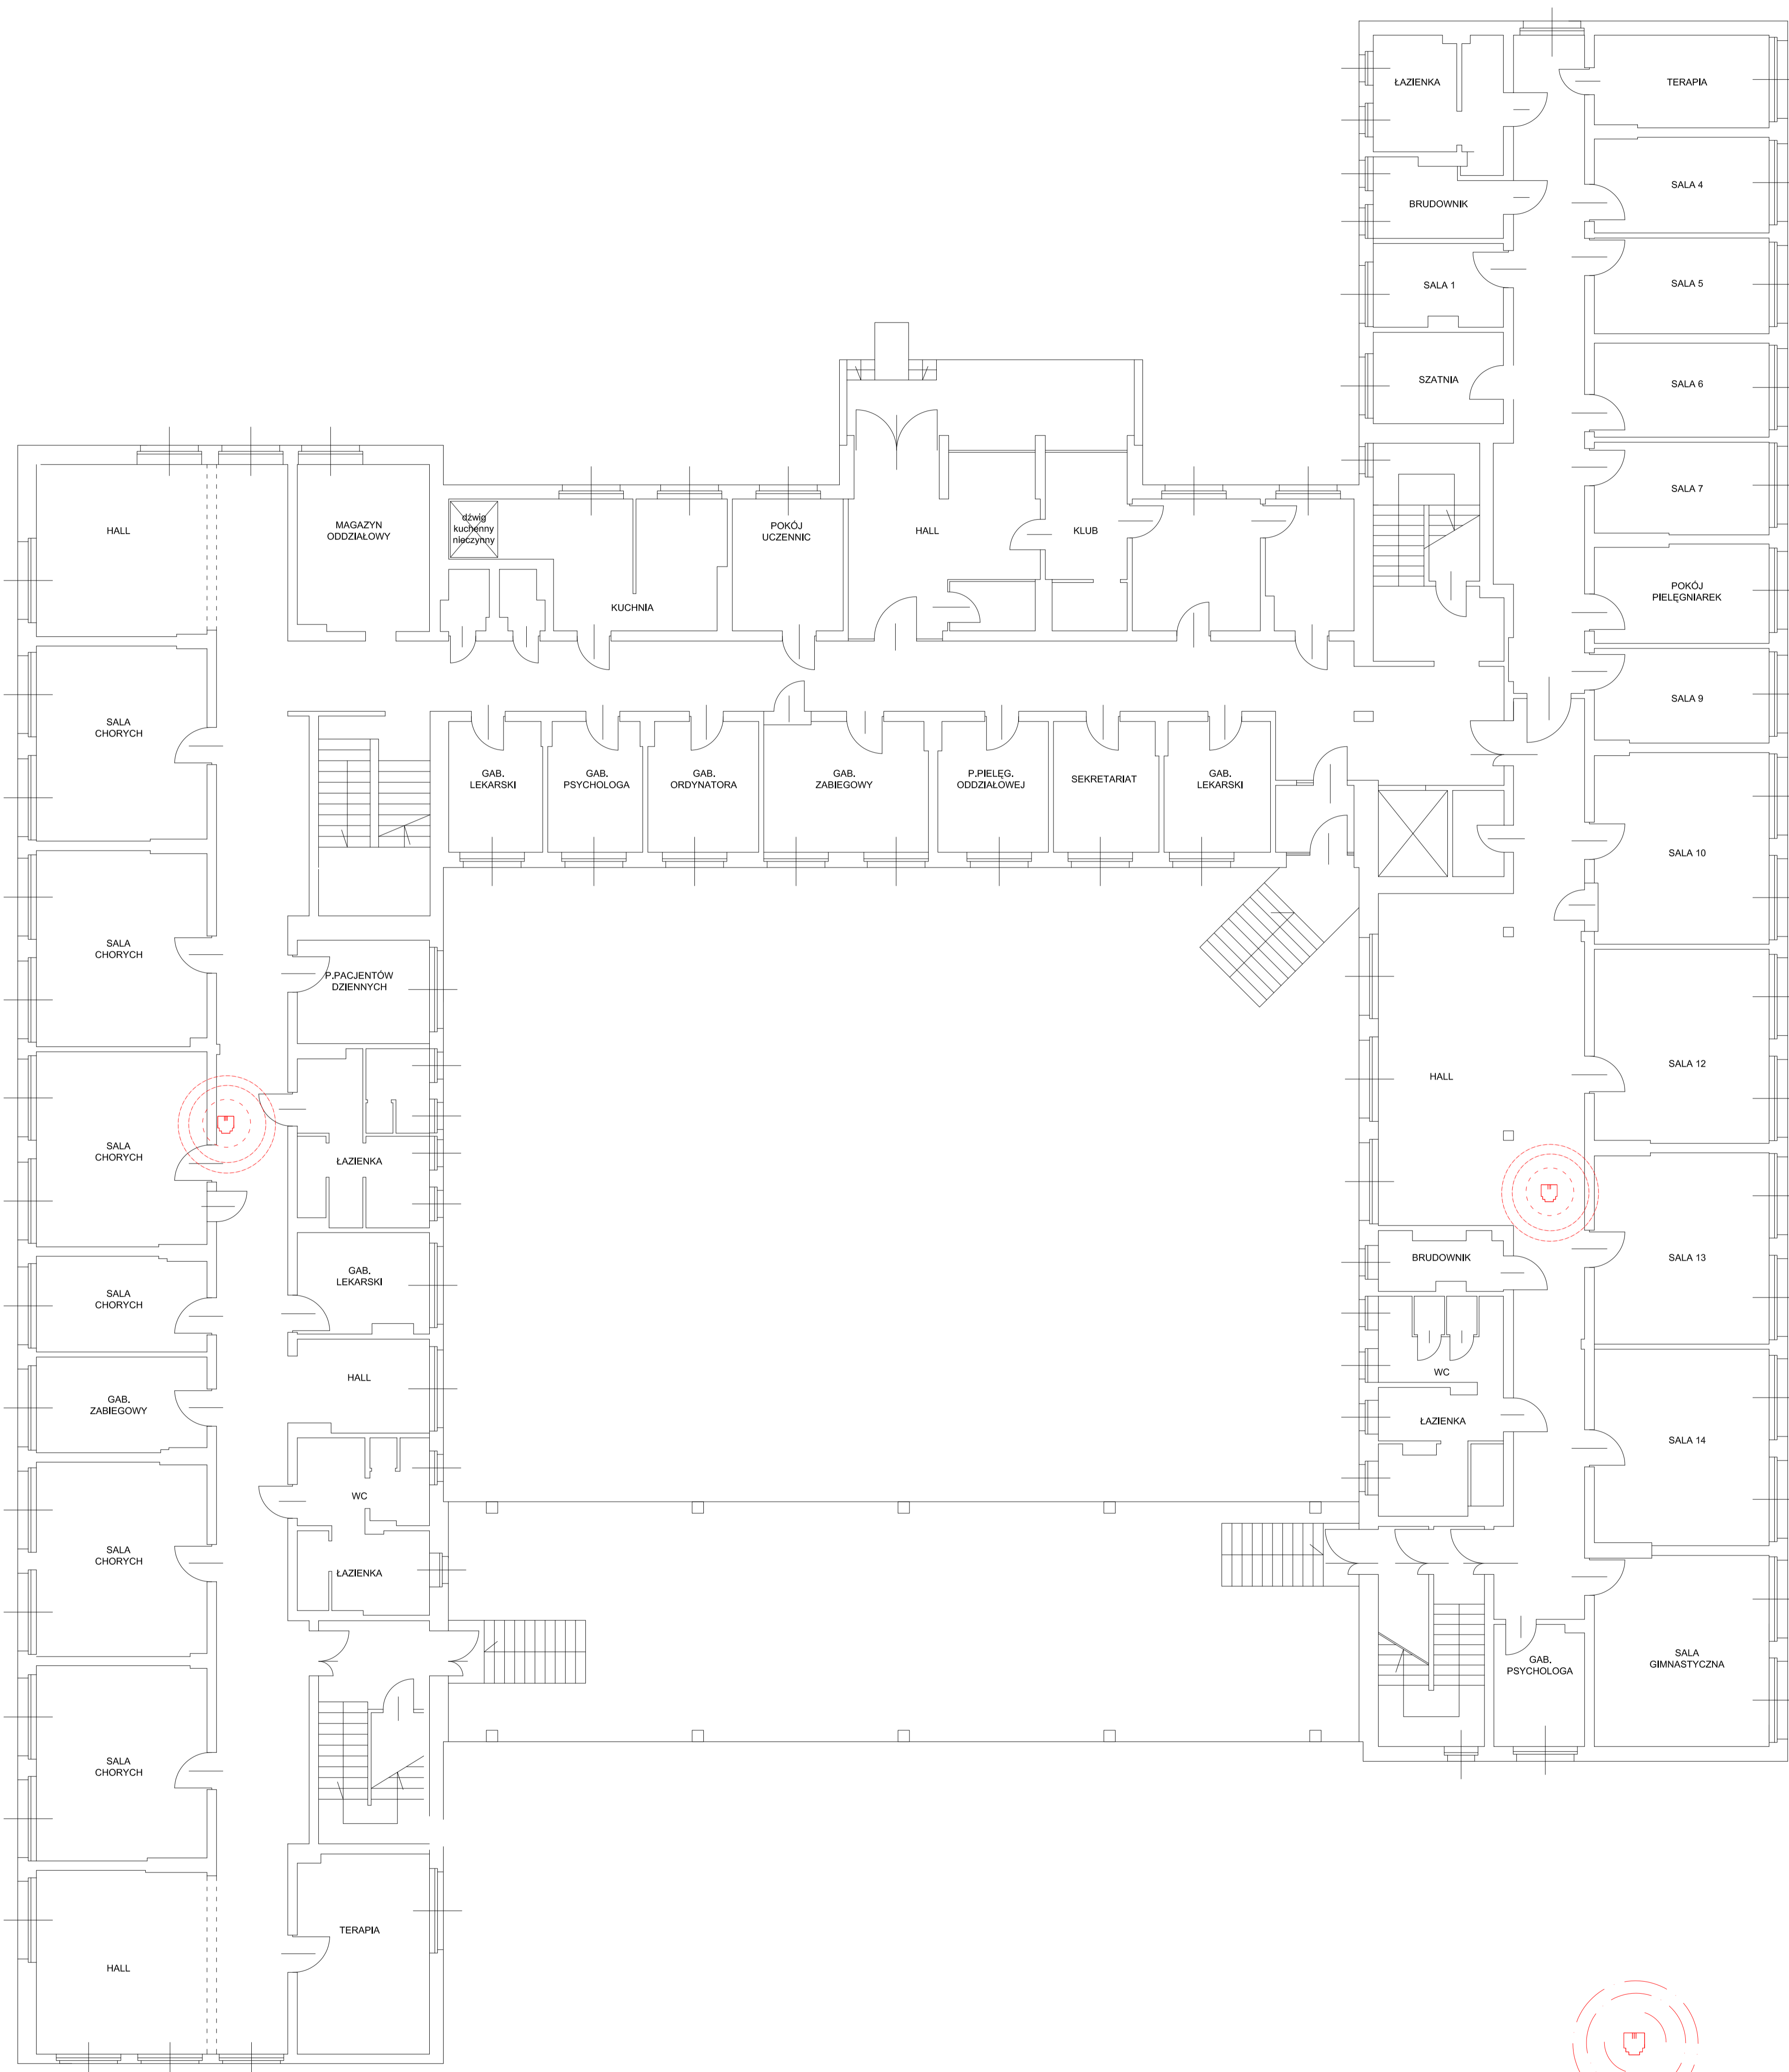 ŁAZIENKA
TERAPIA
BRUDOWNIK
SALA 4
SALA 1
SALA 5
SZATNIA
SALA 6
SALA 7
POKÓJ
PIELĘGNIAREK
SALA 9
HALL
MAGAZYN
ODDZIAŁOWY
dźwig
kuchenny
nieczynny
KUCHNIA
POKÓJ
UCZENNIC
HALL
KLUB
SALA
CHORYCH
GAB.
LEKARSKI
GAB.
PSYCHOLOGA
GAB.
ORDYNATORA
GAB.
ZABIEGOWY
P.PIELĘG.
ODDZIAŁOWEJ
SEKRETARIAT
GAB.
LEKARSKI
SALA 10
SALA
CHORYCH
P.PACJENTÓW
DZIENNYCH
HALL
SALA 12
SALA
CHORYCH
ŁAZIENKA
SALA
CHORYCH
GAB.
LEKARSKI
BRUDOWNIK
SALA 13
GAB.
ZABIEGOWY
HALL
WC
ŁAZIENKA
SALA 14
SALA
CHORYCH
WC
ŁAZIENKA
GAB.
PSYCHOLOGA
SALA
GIMNASTYCZNA
SALA
CHORYCH
HALL
TERAPIA